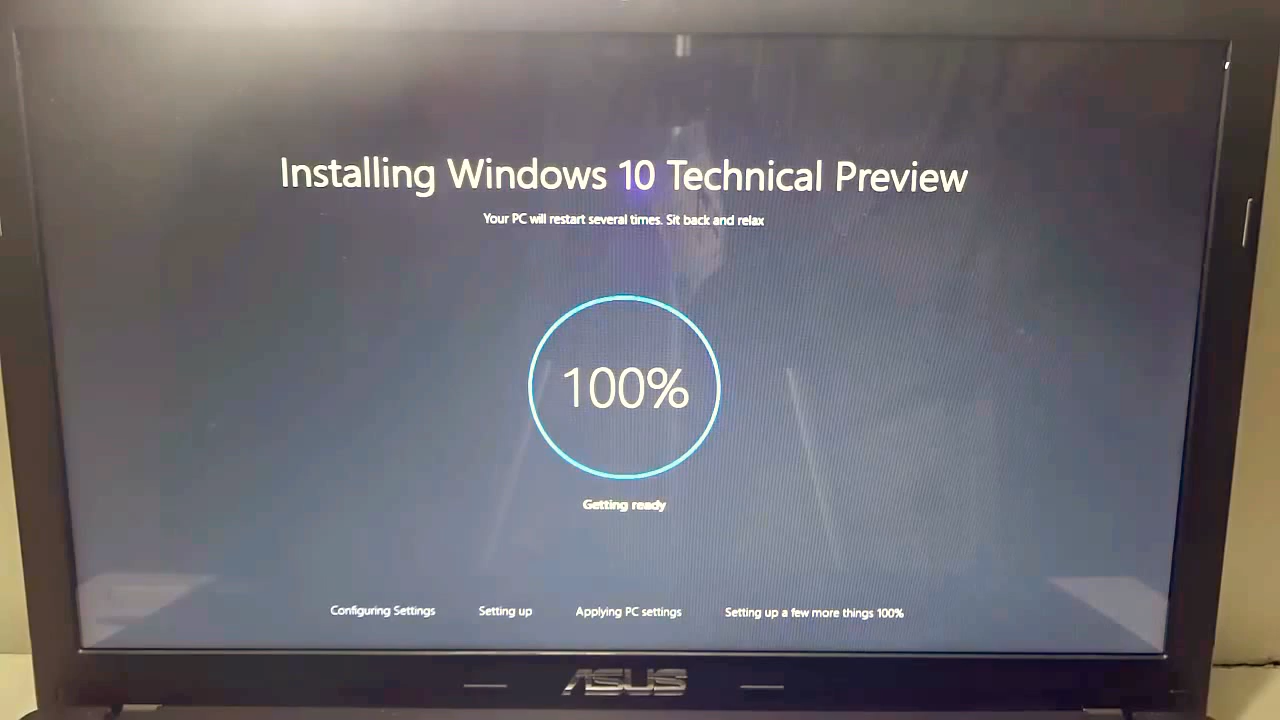 Installing Windows 10 Technical Preview
Your PC will restart several times. Sit back and relax
100%
Getting ready
Configuring Settings Setting up Applying PC settings Setting up a few more things 100%
ASUS